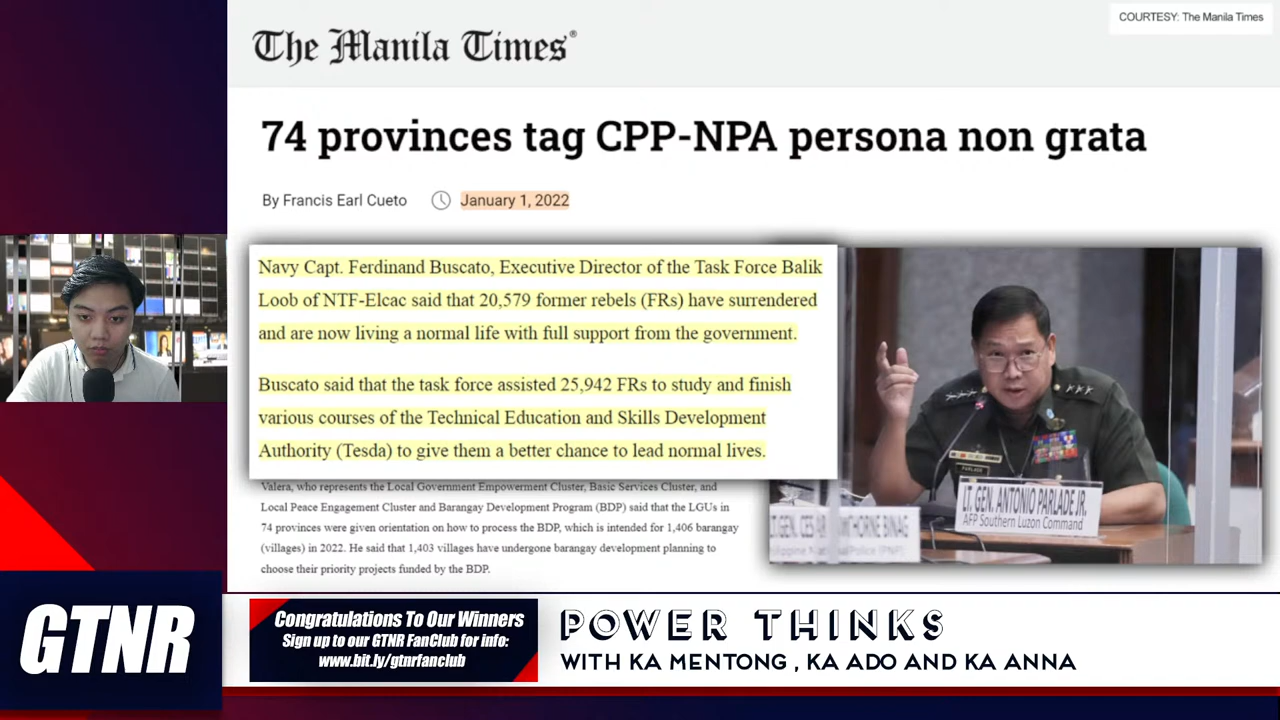 COURTESY: The Manila Times
The Manila Times®
74 provinces tag CPP-NPA persona non grata
By Francis Earl Cueto January 1, 2022
Navy Capt. Ferdinand Buscato, Executive Director of the Task Force Balik
Loob of NTF-Elcac said that 20,579 former rebels (FRs) have surrendered
and are now living a normal life with full support from the government.
Buscato said that the task force assisted 25,942 FRs to study and finish
various courses of the Technical Education and Skills Development
Authority (Tesda) to give them a better chance to lead normal lives.
Valera, who represents the Local Government Empowerment Cluster, Basic Services Cluster, and
Local Peace Engagement Cluster and Barangay Development Program (BDP) said that the LGUs in
74 provinces were given orientation on how to process the BDP, which is intended for 1,406 barangay
(villages) in 2022. He said that 1,403 villages have undergone barangay development planning to
choose their priority projects funded by the BDP.
PARLADE
LT. GEN. ANTONIO PARLADE JR.
AFP Southern Luzon Command
LT. GEN. CES
BINAG
National Police (PNP)
GTNR
Congratulations To Our Winners
Sign up to our GTNR FanClub for info:
www.bit.ly/gtnrfanclub
POWER THINKS
WITH KA MENTONG , KA ADO AND KA ANNA